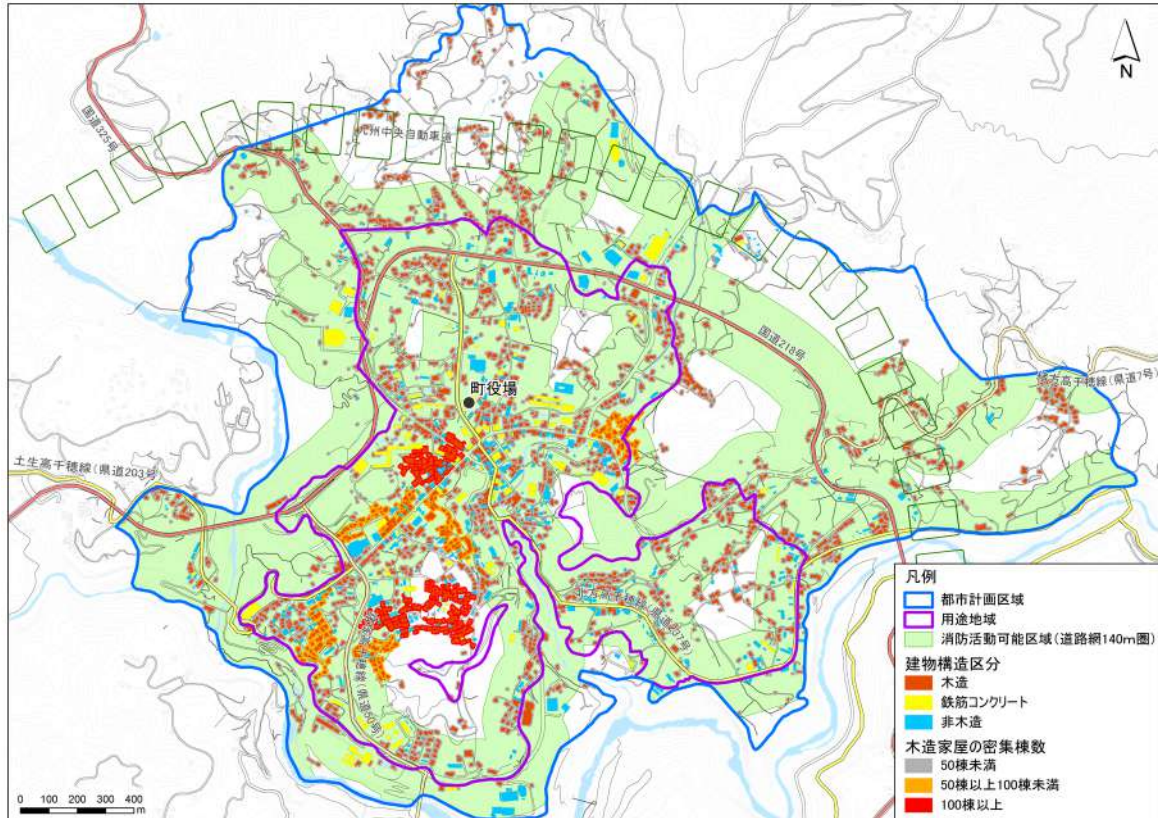 N
国道325号
九州中央自動車道
国道218号
町役場
緒方高千穂線(県道7号)
土生高千穂線(県道203号)
0 100 200 300 400
m
凡例
都市計画区域
用途地域
消防活動可能区域(道路網140m圏)
建物構造区分
木造
鉄筋コンクリート
非木造
木造家屋の密集棟数
50棟未満
50棟以上100棟未満
100棟以上